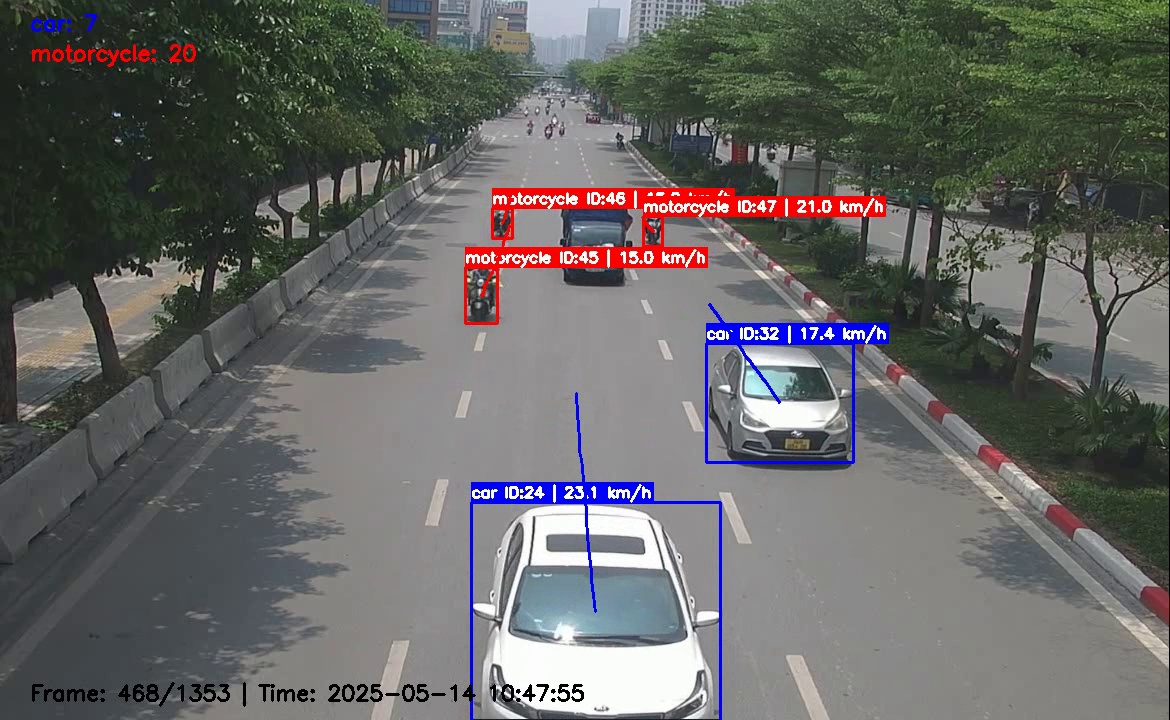 car: 7
motorcycle: 20
motorcycle ID:46 |
motorcycle ID:47 | 21.0 km/h
motorcycle ID:45 | 15.0 km/h
car ID:32 | 17.4 km/h
car ID:24 | 23.1 km/h
Frame: 468/1353 | Time: 2025-05-14 10:47:55